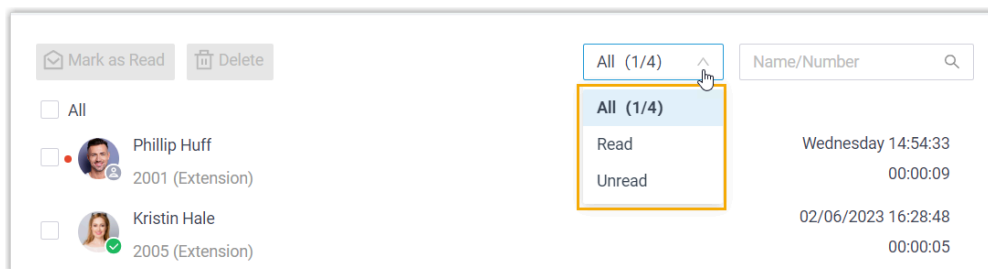 Mark as Read Delete All (1/4) Name/Number
All
All (1/4)
Read
Unread
Phillip Huff
2001 (Extension)
Wednesday 14:54:33
00:00:09
Kristin Hale
2005 (Extension)
02/06/2023 16:28:48
00:00:05